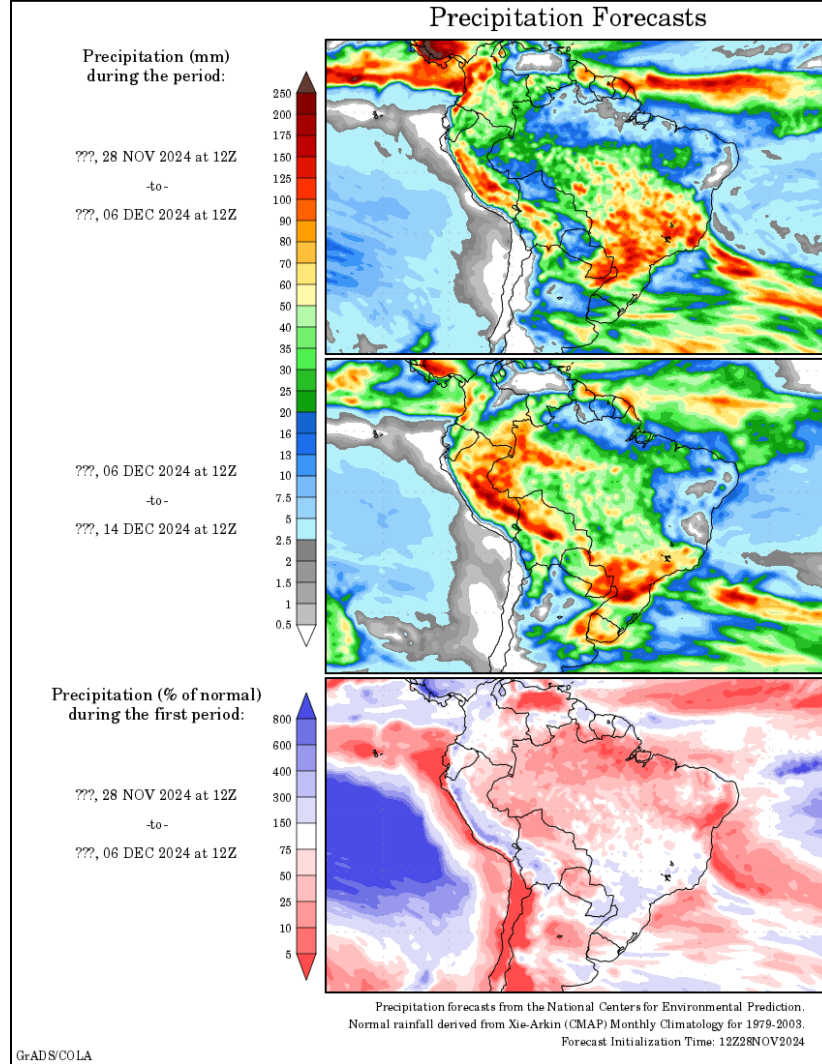 Precipitation Forecasts
Precipitation (mm)
during the period:
???, 28 NOV 2024 at 12Z
-to-
???, 06 DEC 2024 at 12Z
250
200
175
150
125
100
90
80
70
60
50
40
35
30
25
20
16
13
10
7.5
5
2.5
2
1.5
1
0.5
???, 06 DEC 2024 at 12Z
-to-
???, 14 DEC 2024 at 12Z
Precipitation (% of normal)
during the first period:
???, 28 NOV 2024 at 12Z
-to-
???, 06 DEC 2024 at 12Z
800
600
400
300
150
75
50
25
10
5
Precipitation forecasts from the National Centers for Environmental Prediction.
Normal rainfall derived from Xie-Arkin (CMAP) Monthly Climatology for 1979-2003.
Forecast Initialization Time: 12Z28NOV2024
GrADS/COLA